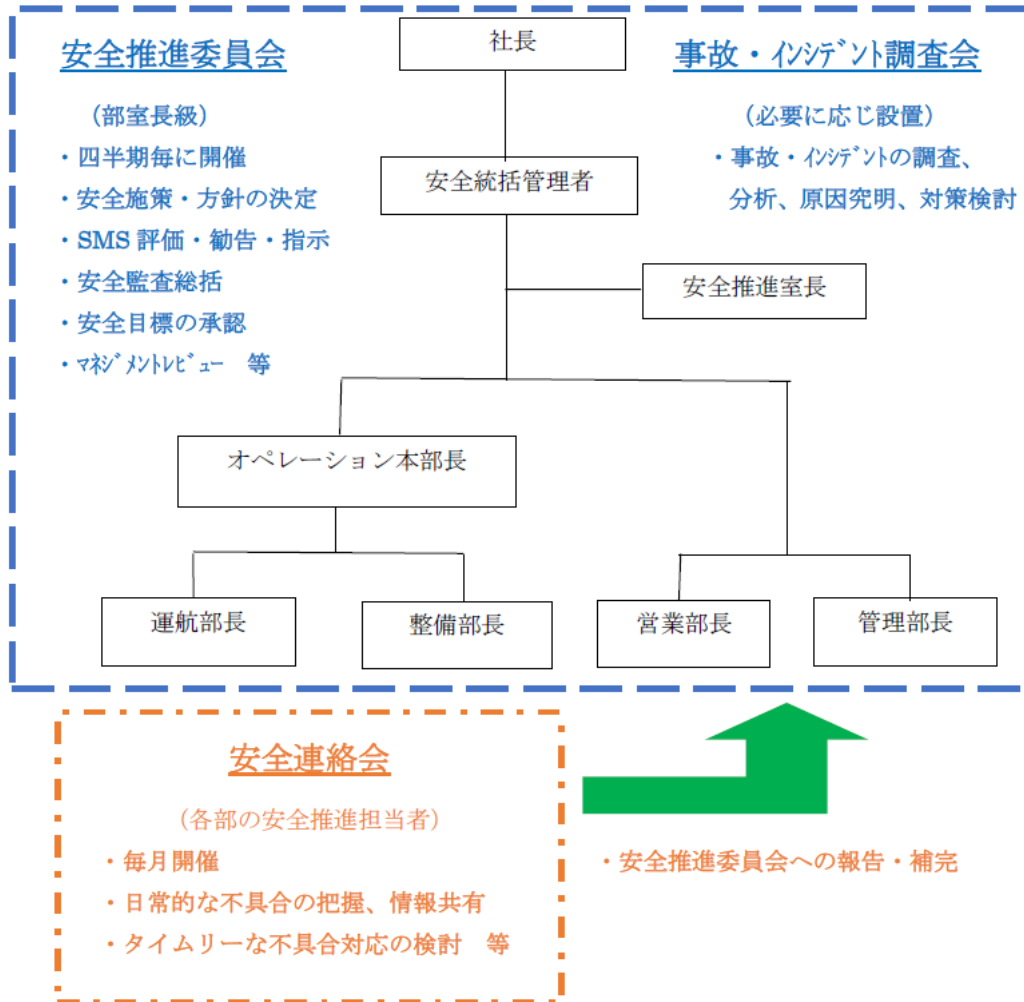 社長
安全推進委員会
(部室長級)
・四半期毎に開催
・安全施策・方針の決定
・SMS 評価・勧告・指示
・安全監査総括
・安全目標の承認
・ﾏﾈｼﾞﾒﾝﾄﾚﾋﾞｭｰ 等
事故・ｲﾝｼﾃﾞﾝﾄ調査会
(必要に応じ設置)
・事故・ｲﾝｼﾃﾞﾝﾄの調査、
分析、原因究明、対策検討
安全統括管理者
安全推進室長
オペレーション本部長
運航部長
整備部長
営業部長
管理部長
安全連絡会
(各部の安全推進担当者)
・毎月開催
・日常的な不具合の把握、情報共有
・タイムリーな不具合対応の検討 等
・安全推進委員会への報告・補完